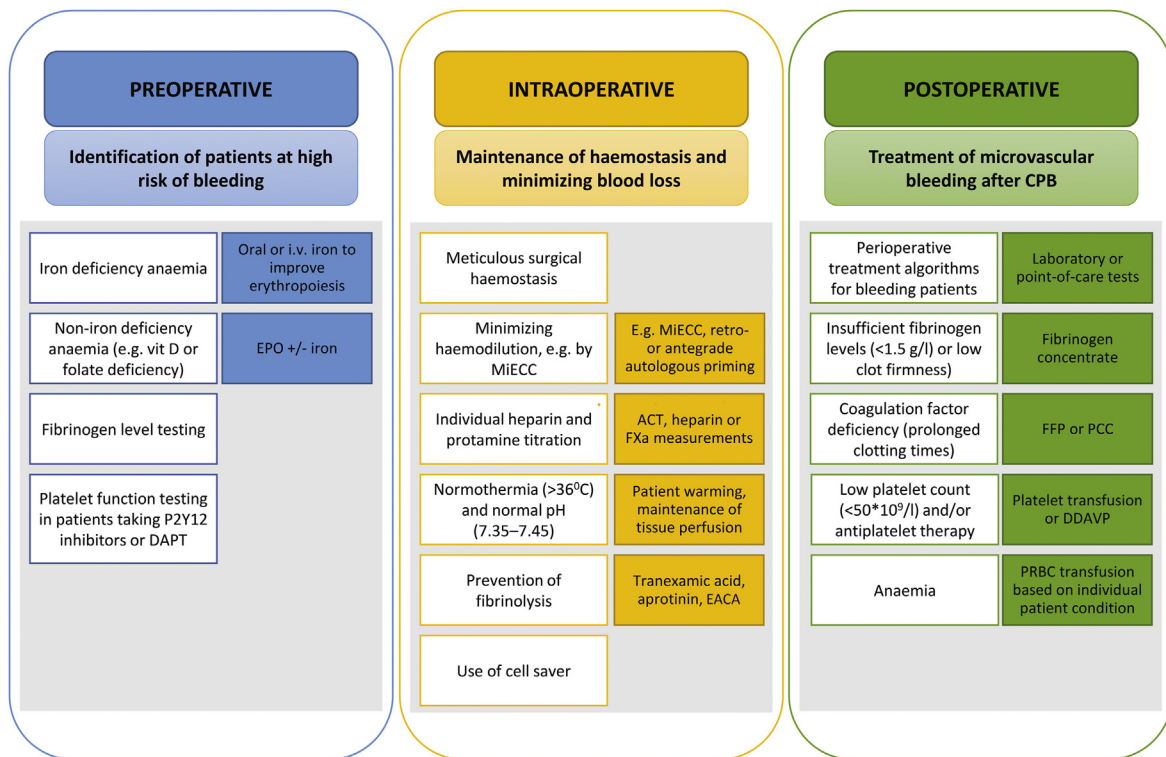 PREOPERATIVE
Identification of patients at high
risk of bleeding
Iron deficiency anaemia
Oral or i.v. iron to
improve
erythropoiesis
Non-iron deficiency
anaemia (e.g. vit D or
folate deficiency)
EPO +/- iron
Fibrinogen level testing
Platelet function testing
in patients taking P2Y12
inhibitors or DAPT
INTRAOPERATIVE
Maintenance of haemostasis and
minimizing blood loss
Meticulous surgical
haemostasis
Minimizing
haemodilution, e.g. by
MiECC
E.g. MiECC, retro-
or antegrade
autologous priming
Individual heparin and
protamine titration
ACT, heparin or
FXa measurements
Normothermia (>36⁰C)
and normal pH
(7.35–7.45)
Patient warming,
maintenance of
tissue perfusion
Prevention of
fibrinolysis
Tranexamic acid,
aprotinin, EACA
Use of cell saver
POSTOPERATIVE
Treatment of microvascular
bleeding after CPB
Perioperative
treatment algorithms
for bleeding patients
Laboratory or
point-of-care tests
Insufficient fibrinogen
levels (<1.5 g/l) or low
clot firmness)
Fibrinogen
concentrate
Coagulation factor
deficiency (prolonged
clotting times)
FFP or PCC
Low platelet count
(<50*10⁹/l) and/or
antiplatelet therapy
Platelet transfusion
or DDAVP
Anaemia
PRBC transfusion
based on individual
patient condition